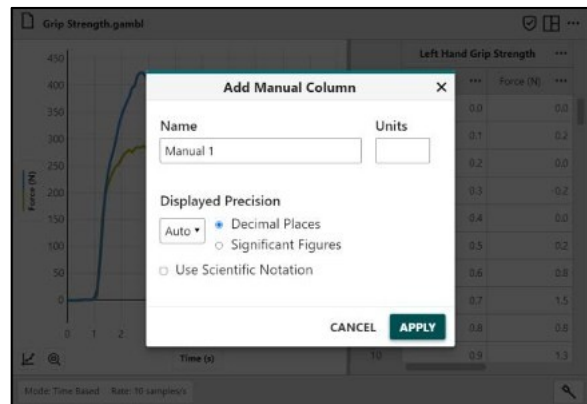 Grip Strength.gambl
450
400
350
300
250
200
150
100
50
0
Force (N)
0 1 2
Time (s)
Left Hand Grip Strength ...
... Force (N) ...
0.0 0.0
0.1 0.2
0.2 0.0
0.3 -0.2
0.4 0.0
0.5 0.2
0.6 0.8
0.7 1.5
0.8 0.6
10 0.9 1.3
Add Manual Column ×
Name Units
Manual 1
Displayed Precision
Auto Decimal Places
Significant Figures
Use Scientific Notation
CANCEL APPLY
Mode: Time Based Rate: 10 samples/s